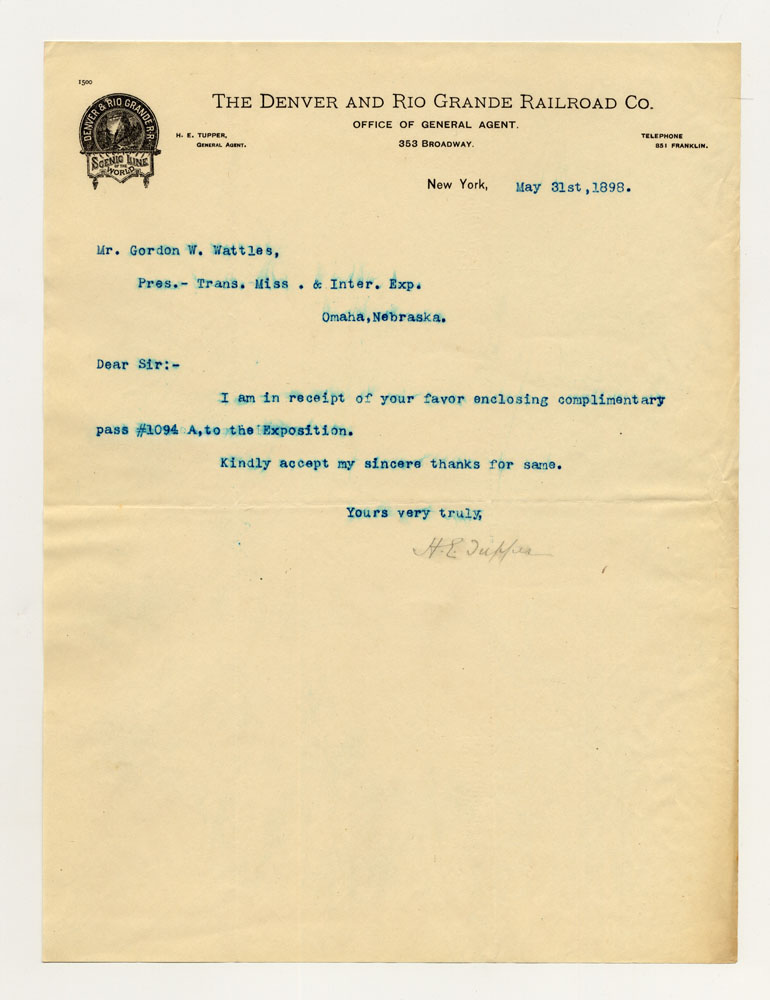 1500
DENVER & RIO GRANDE R.R.
SCENIC LINE
OF THE
WORLD
THE DENVER AND RIO GRANDE RAILROAD CO.
OFFICE OF GENERAL AGENT.
H. E. TUPPER,
GENERAL AGENT.
353 BROADWAY.
TELEPHONE
851 FRANKLIN.
New York, May 31st,1898.
Mr. Gordon W. Wattles,
Pres.- Trans. Miss . & Inter. Exp.
Omaha,Nebraska.
Dear Sir:-
I am in receipt of your favor enclosing complimentary
pass #1094 A,to the Exposition.
Kindly accept my sincere thanks for same.
Yours very truly,
H. E. Tupper